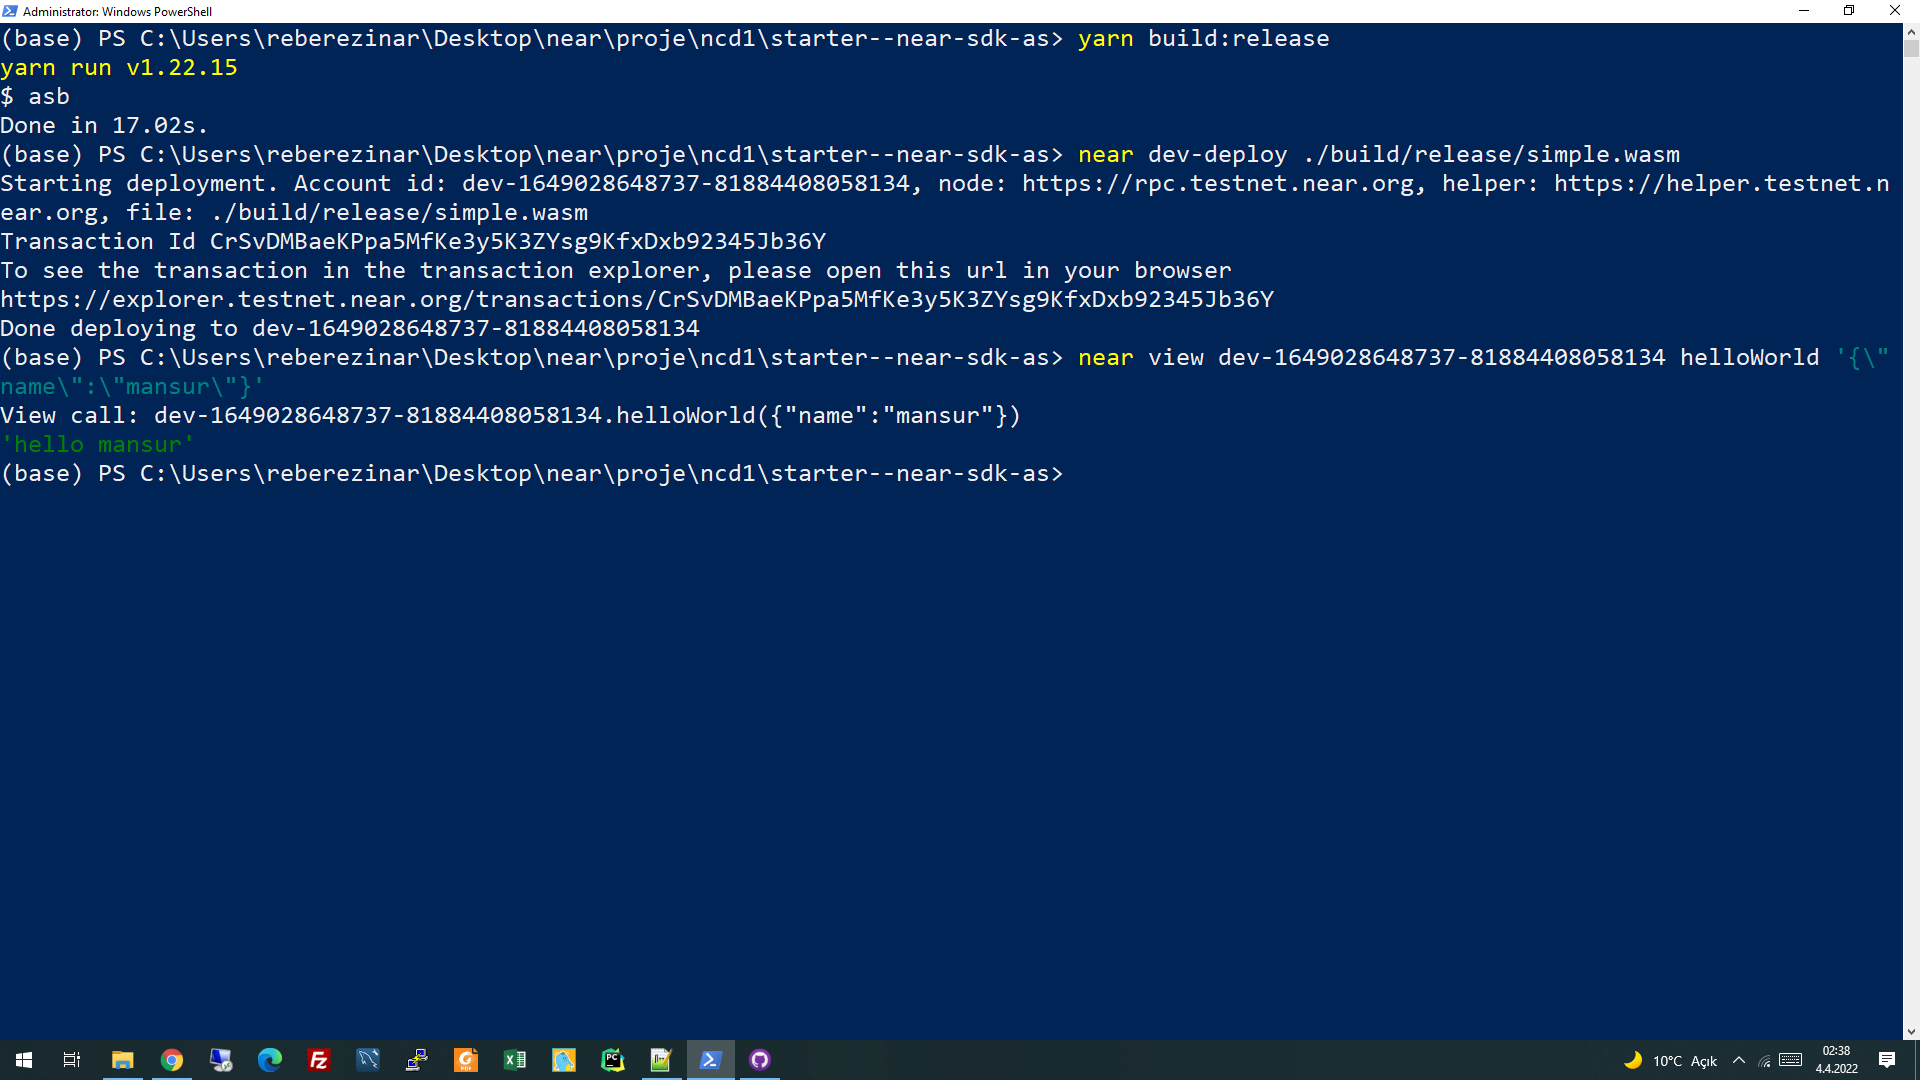 Administrator: Windows PowerShell
(base) PS C:\Users\reberezinar\Desktop\near\proje\ncd1\starter--near-sdk-as> yarn build:release
yarn run v1.22.15
$ asb
Done in 17.02s.
(base) PS C:\Users\reberezinar\Desktop\near\proje\ncd1\starter--near-sdk-as> near dev-deploy ./build/release/simple.wasm
Starting deployment. Account id: dev-1649028648737-81884408058134, node: https://rpc.testnet.near.org, helper: https://helper.testnet.n
ear.org, file: ./build/release/simple.wasm
Transaction Id CrSvDMBaeKPpa5MfKe3y5K3ZYsg9KfxDxb92345Jb36Y
To see the transaction in the transaction explorer, please open this url in your browser
https://explorer.testnet.near.org/transactions/CrSvDMBaeKPpa5MfKe3y5K3ZYsg9KfxDxb92345Jb36Y
Done deploying to dev-1649028648737-81884408058134
(base) PS C:\Users\reberezinar\Desktop\near\proje\ncd1\starter--near-sdk-as> near view dev-1649028648737-81884408058134 helloWorld '{\"
name\":\"mansur\"}'
View call: dev-1649028648737-81884408058134.helloWorld({"name":"mansur"})
'hello mansur'
(base) PS C:\Users\reberezinar\Desktop\near\proje\ncd1\starter--near-sdk-as>
10°C Açık
02:38
4.4.2022